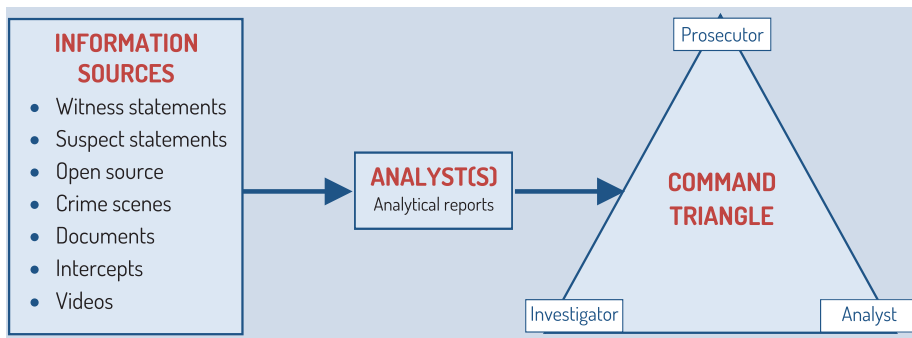 INFORMATION
SOURCES
Witness statements
Suspect statements
Open source
Crime scenes
Documents
Intercepts
Videos
ANALYST(S)
Analytical reports
Prosecutor
COMMAND
TRIANGLE
Investigator
Analyst